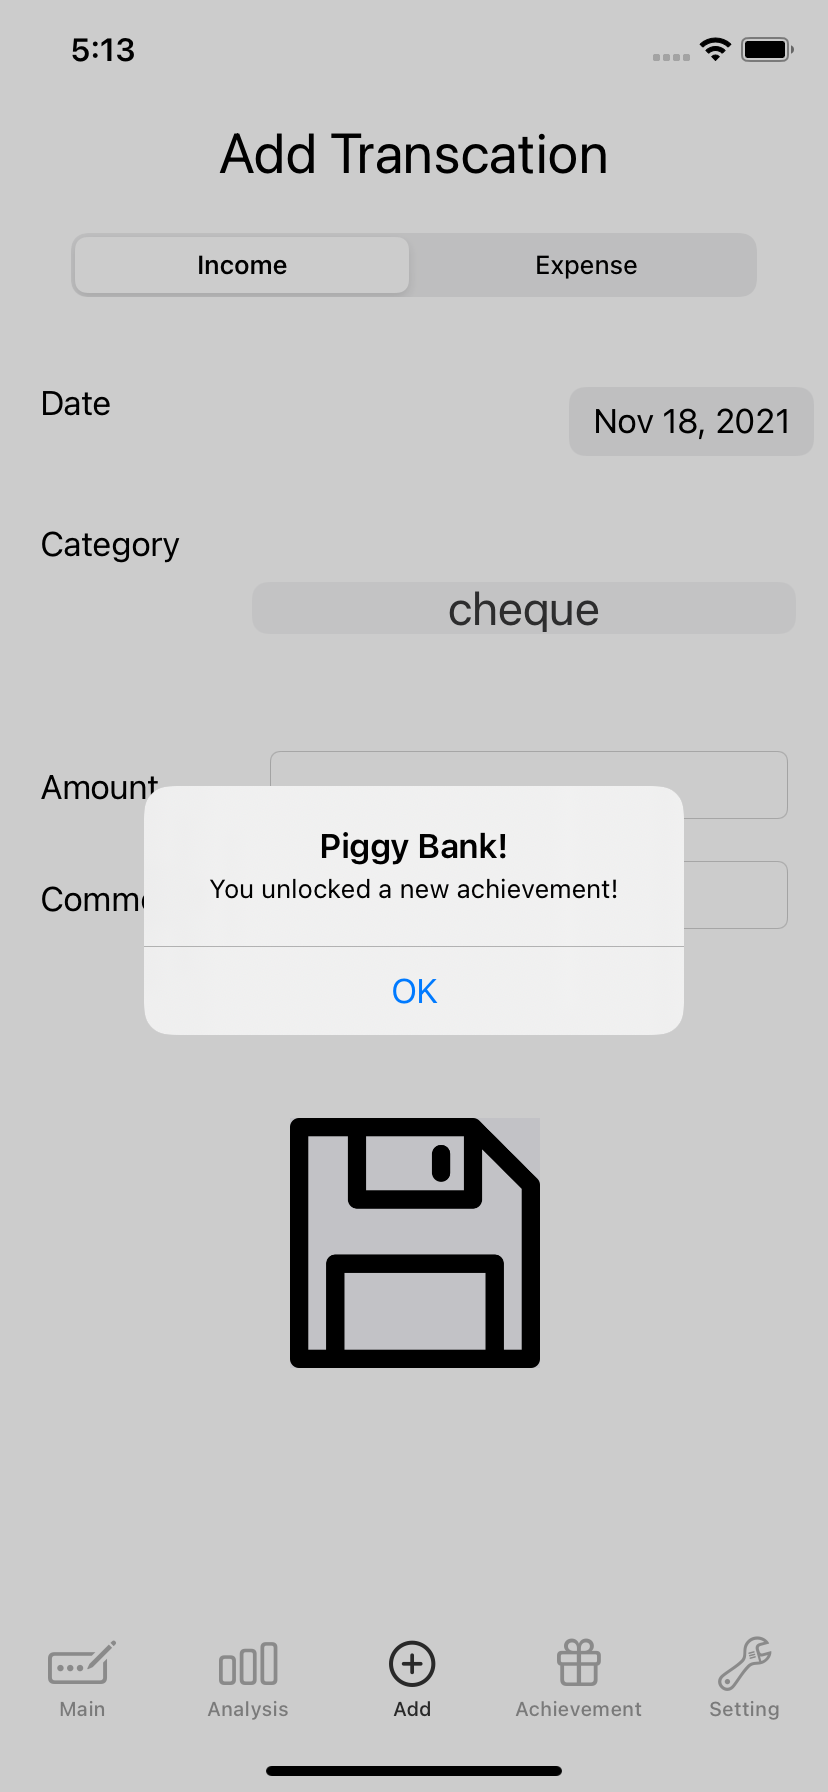 5:13
Add Transcation
Income Expense
Date
Nov 18, 2021
Category
cheque
Amount
Piggy Bank!
You unlocked a new achievement!
OK
Main Analysis Add Achievement Setting